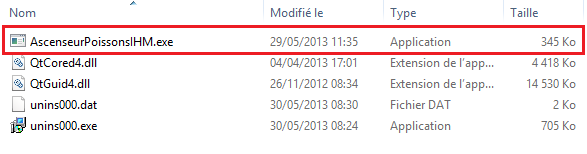 Nom Modifié le Type Taille
AscenseurPoissonsIHM.exe 29/05/2013 11:35 Application 345 Ko
QtCored4.dll 04/04/2013 17:01 Extension de l'app... 4 418 Ko
QtGuid4.dll 26/11/2012 08:34 Extension de l'app... 14 530 Ko
unins000.dat 30/05/2013 08:30 Fichier DAT 2 Ko
unins000.exe 30/05/2013 08:24 Application 705 Ko